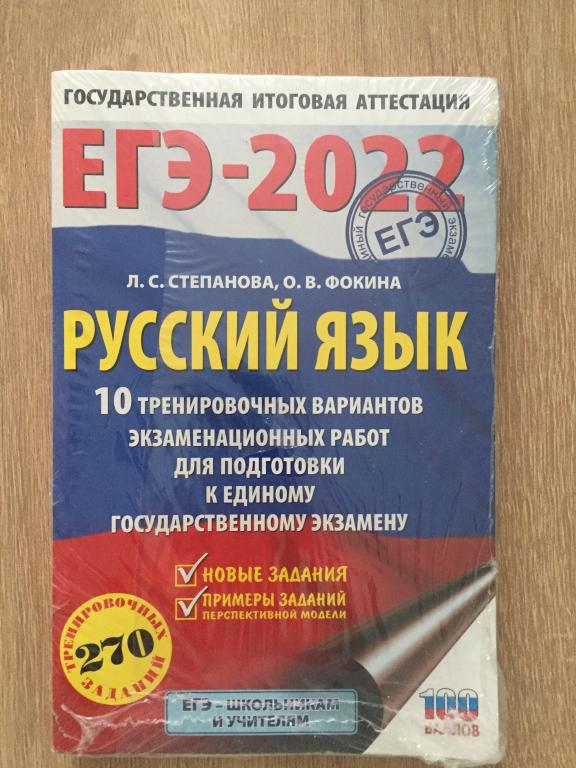 ГОСУДАРСТВЕННАЯ ИТОГОВАЯ АТТЕСТАЦИЯ
ЕГЭ-2022
государственный
ЕГЭ
Л. С. СТЕПАНОВА, О. В. ФОКИНА
РУССКИЙ ЯЗЫК
10 ТРЕНИРОВОЧНЫХ ВАРИАНТОВ
ЭКЗАМЕНАЦИОННЫХ РАБОТ
ДЛЯ ПОДГОТОВКИ
К ЕДИНОМУ
ГОСУДАРСТВЕННОМУ ЭКЗАМЕНУ
НОВЫЕ ЗАДАНИЯ
ПРИМЕРЫ ЗАДАНИЙ
ПЕРСПЕКТИВНОЙ МОДЕЛИ
ТРЕНИРОВОЧНЫХ
270
ЗАДАНИЙ
ЕГЭ – ШКОЛЬНИКАМ
И УЧИТЕЛЯМ
100
БАЛЛОВ